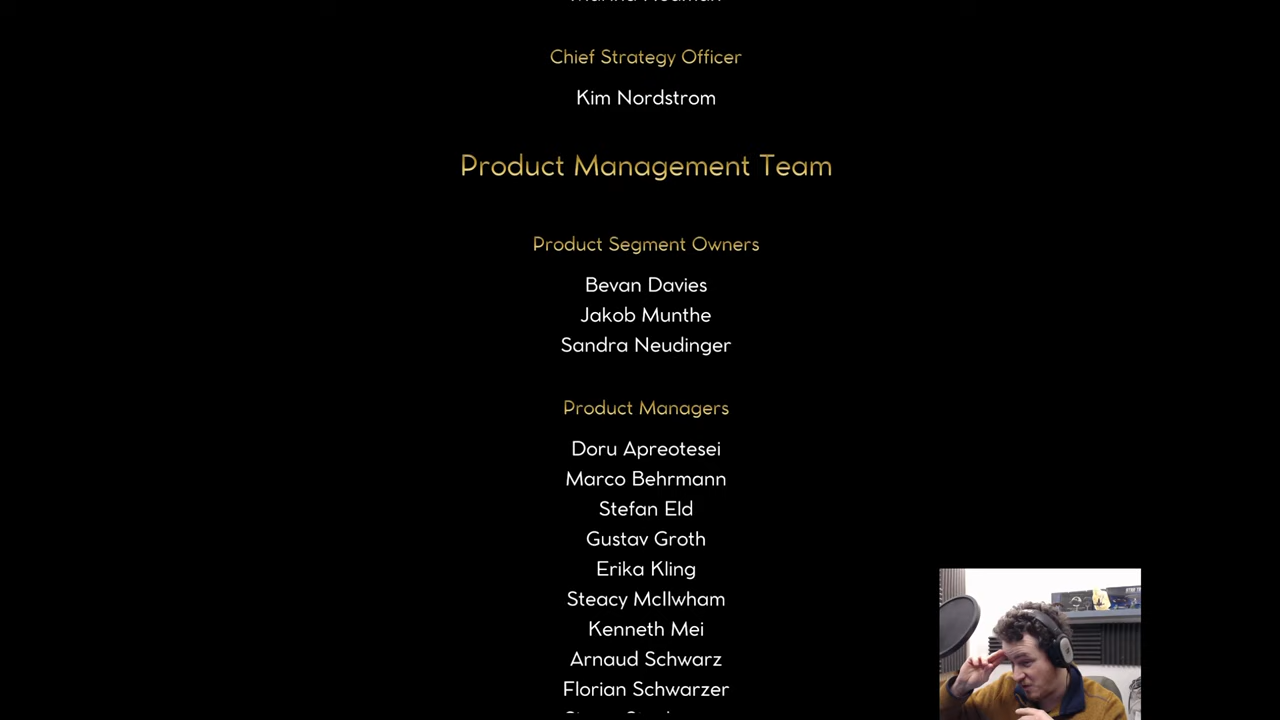 Chief Strategy Officer
Kim Nordstrom
Product Management Team
Product Segment Owners
Bevan Davies
Jakob Munthe
Sandra Neudinger
Product Managers
Doru Apreotesei
Marco Behrmann
Stefan Eld
Gustav Groth
Erika Kling
Steacy McIlwham
Kenneth Mei
Arnaud Schwarz
Florian Schwarzer